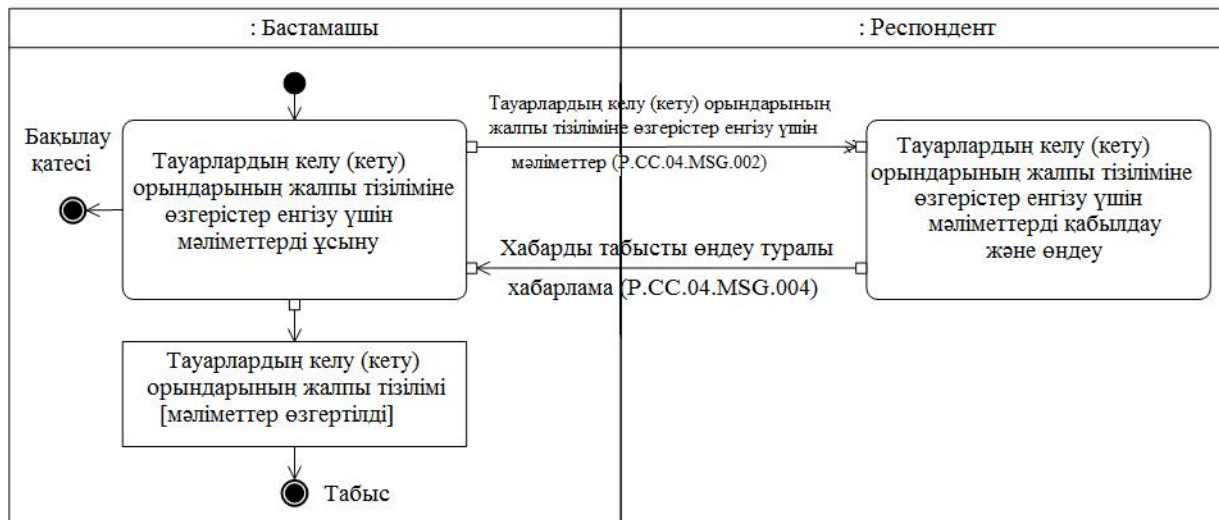 : Бастамашы
: Респондент
Бақылау
қатесі
Тауарлардың келу (кету)
орындарының жалпы тізіліміне
өзгерістер енгізу үшін
мәліметтерді ұсыну
Тауарлардың келу (кету) орындарының
жалпы тізіліміне өзгерістер енгізу үшін
мәліметтер (P.CC.04.MSG.002)
Тауарлардың келу (кету)
орындарының жалпы тізіліміне
өзгерістер енгізу үшін
мәліметтерді қабылдау
және өңдеу
Хабарды табысты өңдеу туралы
хабарлама (P.CC.04.MSG.004)
Тауарлардың келу (кету)
орындарының жалпы тізілімі
[мәліметтер өзгертілді]
Табыс